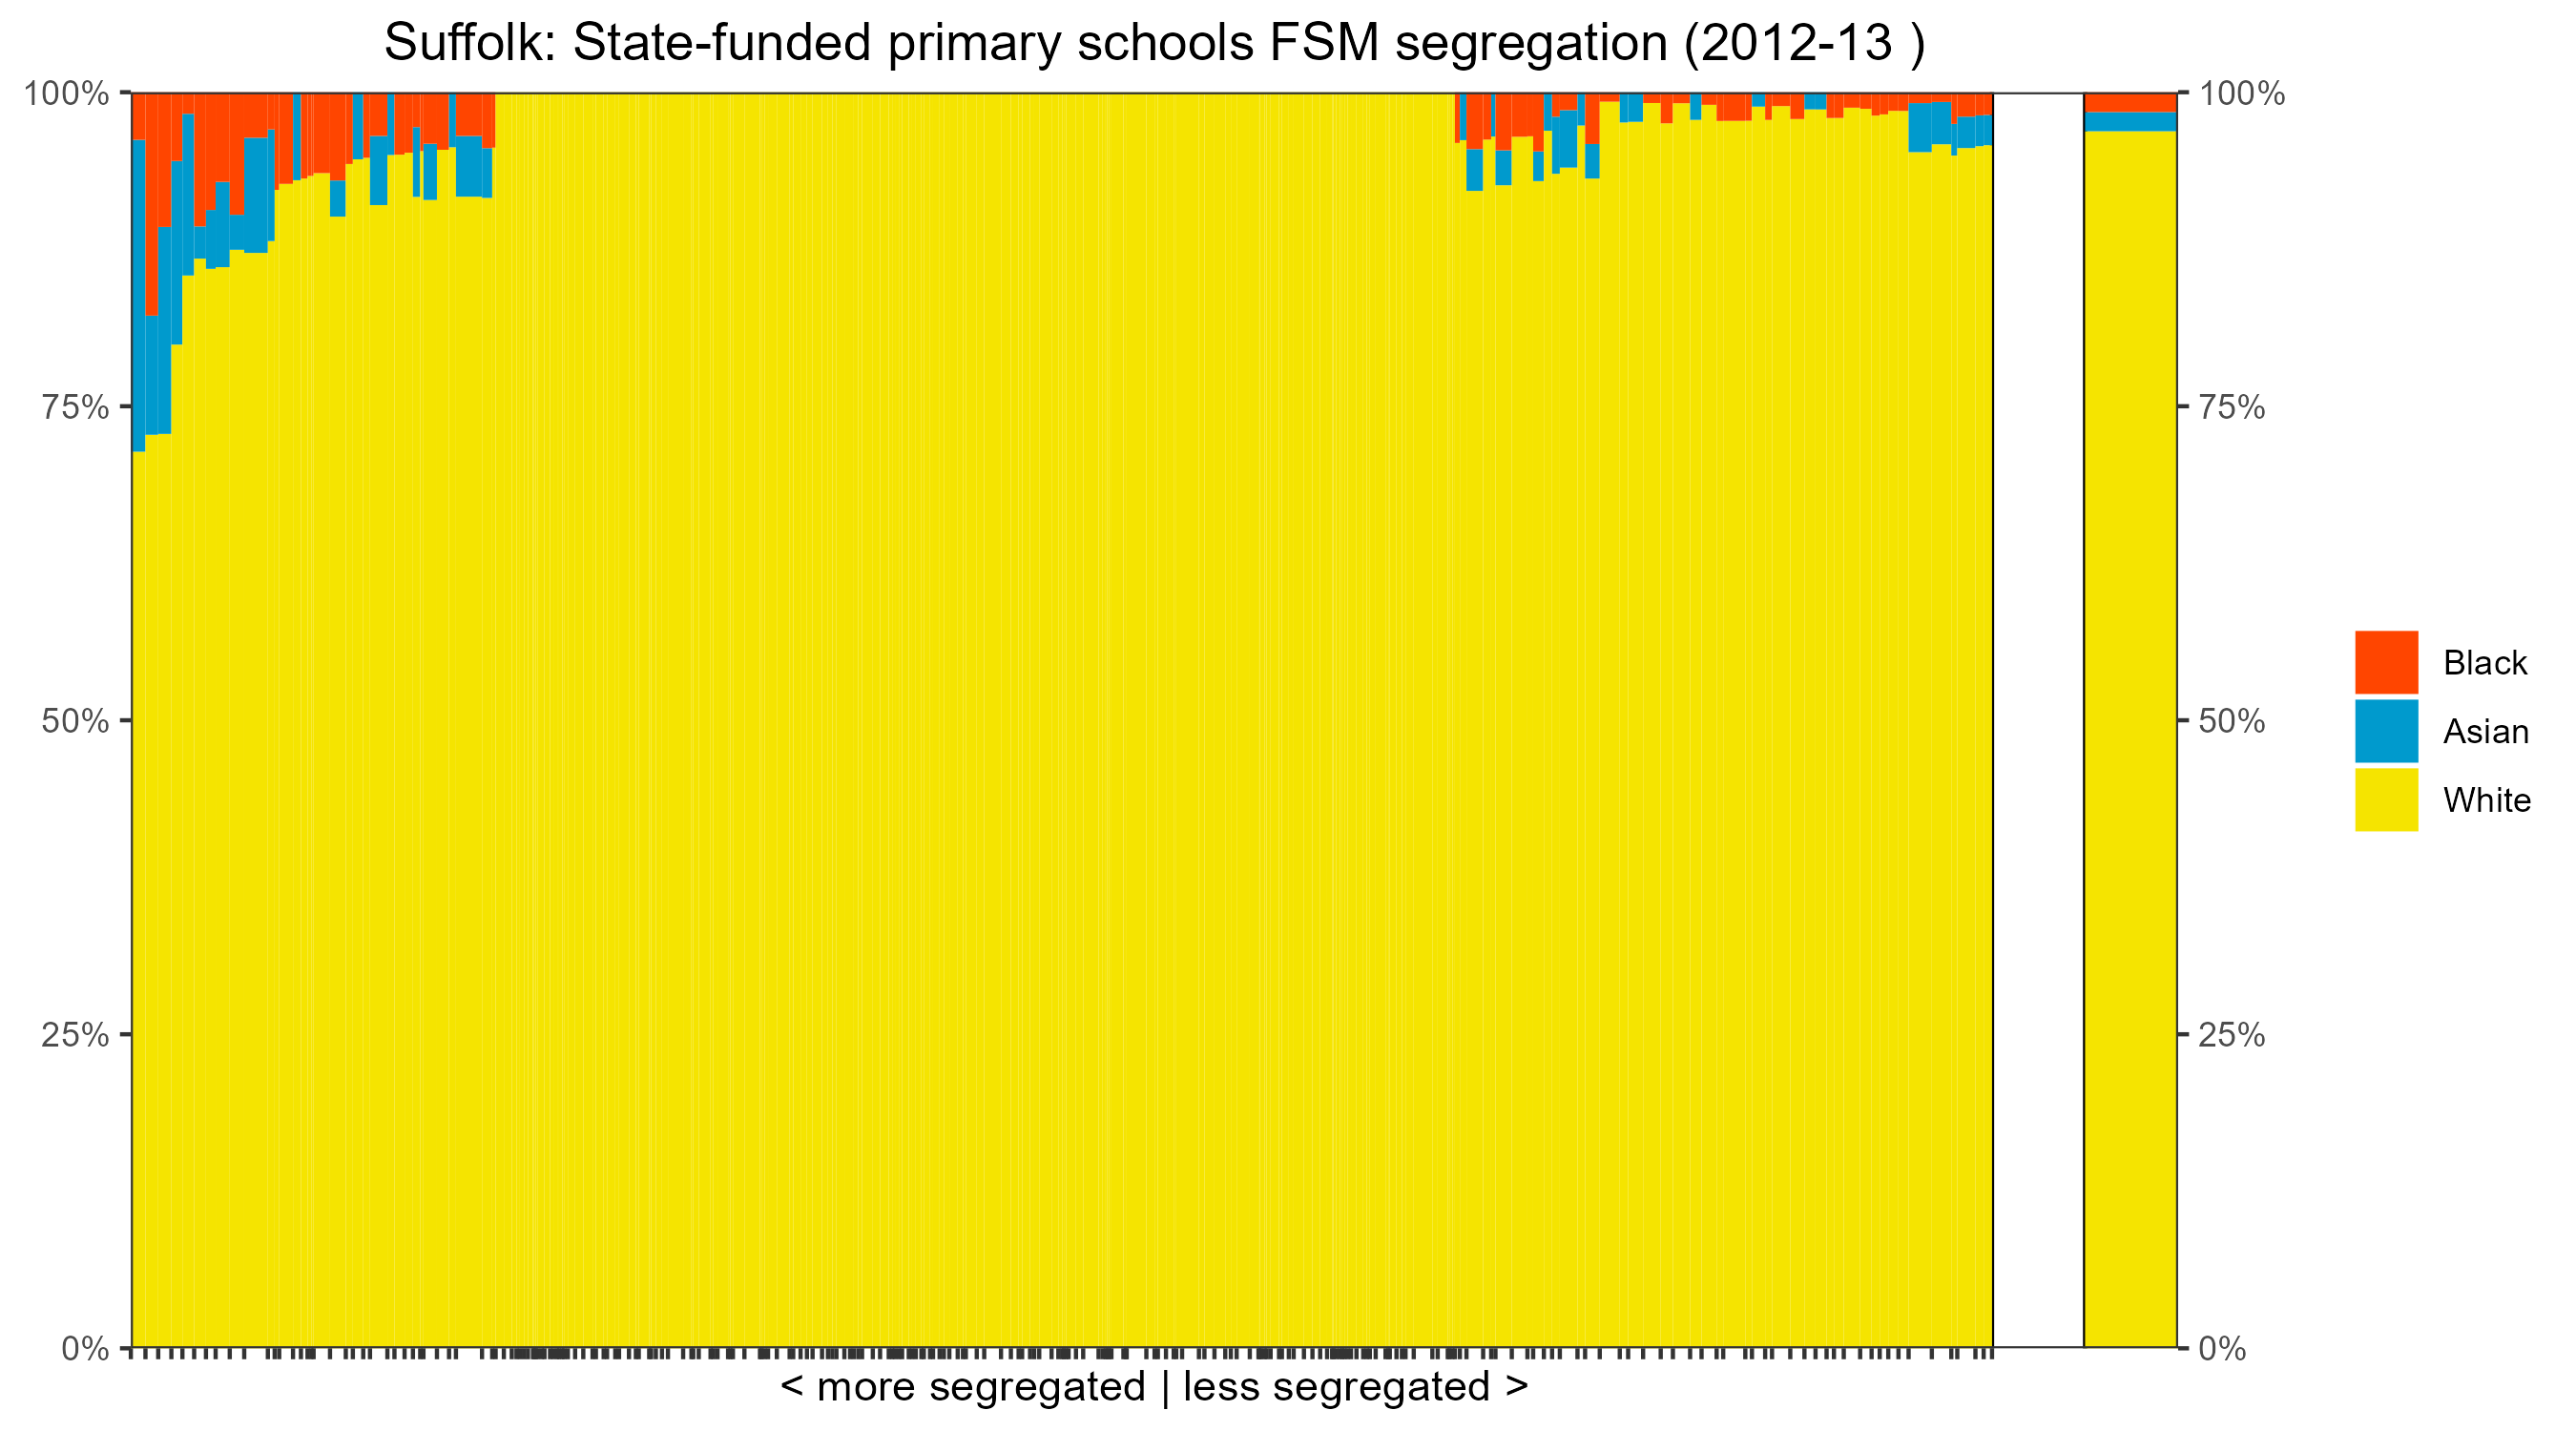 Suffolk: State-funded primary schools FSM segregation (2012-13 )
100%
75%
50%
25%
0%
100%
75%
50%
25%
0%
Black
Asian
White
< more segregated | less segregated >